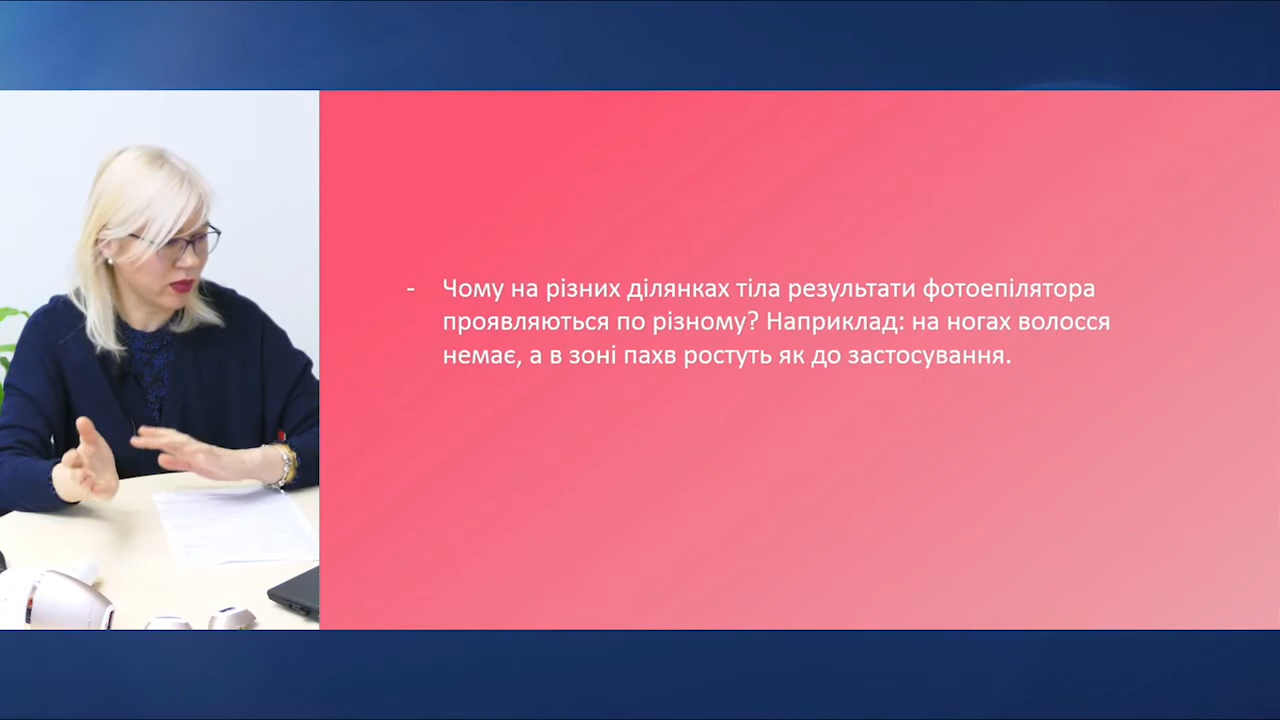 - Чому на різних ділянках тіла результати фотоепілятора
проявляються по різному? Наприклад: на ногах волосся
немає, а в зоні пахв ростуть як до застосування.